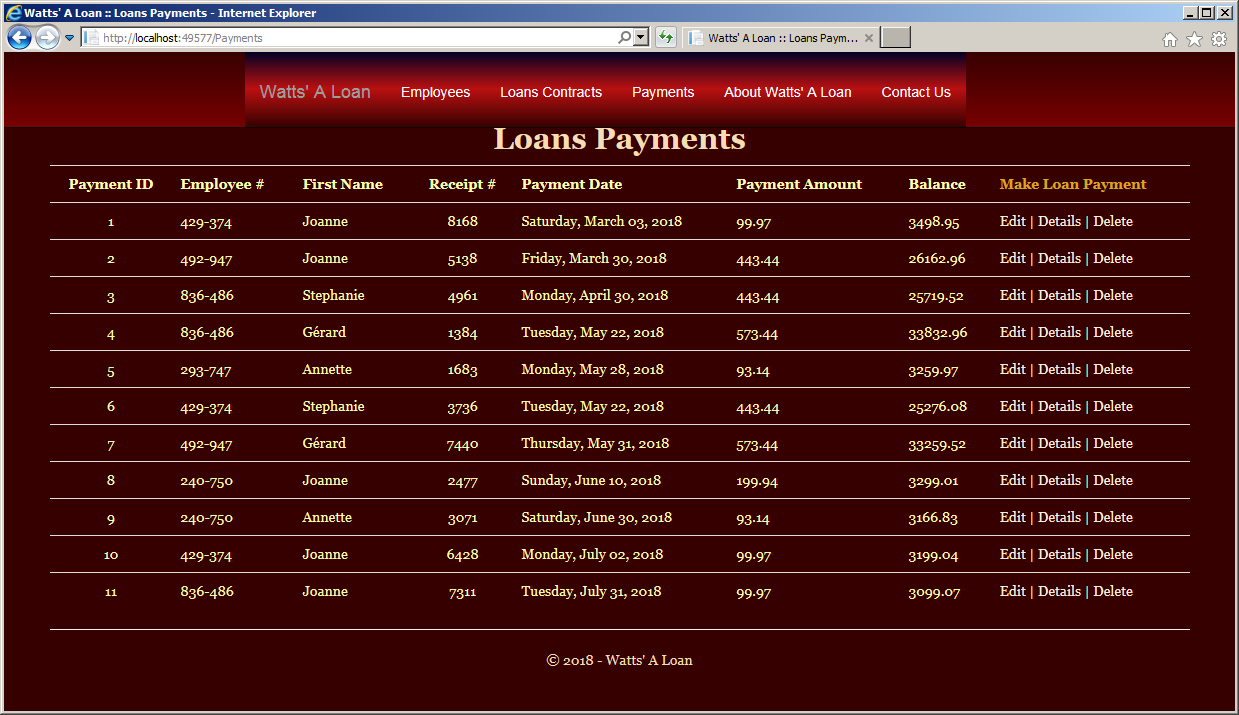 Watts' A Loan :: Loans Payments - Internet Explorer
http://localhost:49577/Payments
Watts' A Loan :: Loans Paym...
Watts' A Loan Employees Loans Contracts Payments About Watts' A Loan Contact Us
Loans Payments
Payment ID Employee # First Name Receipt # Payment Date Payment Amount Balance Make Loan Payment
1 429-374 Joanne 8168 Saturday, March 03, 2018 99.97 3498.95 Edit | Details | Delete
2 492-947 Joanne 5138 Friday, March 30, 2018 443.44 26162.96 Edit | Details | Delete
3 836-486 Stephanie 4961 Monday, April 30, 2018 443.44 25719.52 Edit | Details | Delete
4 836-486 Gérard 1384 Tuesday, May 22, 2018 573.44 33832.96 Edit | Details | Delete
5 293-747 Annette 1683 Monday, May 28, 2018 93.14 3259.97 Edit | Details | Delete
6 429-374 Stephanie 3736 Tuesday, May 22, 2018 443.44 25276.08 Edit | Details | Delete
7 492-947 Gérard 7440 Thursday, May 31, 2018 573.44 33259.52 Edit | Details | Delete
8 240-750 Joanne 2477 Sunday, June 10, 2018 199.94 3299.01 Edit | Details | Delete
9 240-750 Annette 3071 Saturday, June 30, 2018 93.14 3166.83 Edit | Details | Delete
10 429-374 Joanne 6428 Monday, July 02, 2018 99.97 3199.04 Edit | Details | Delete
11 836-486 Joanne 7311 Tuesday, July 31, 2018 99.97 3099.07 Edit | Details | Delete
© 2018 - Watts' A Loan